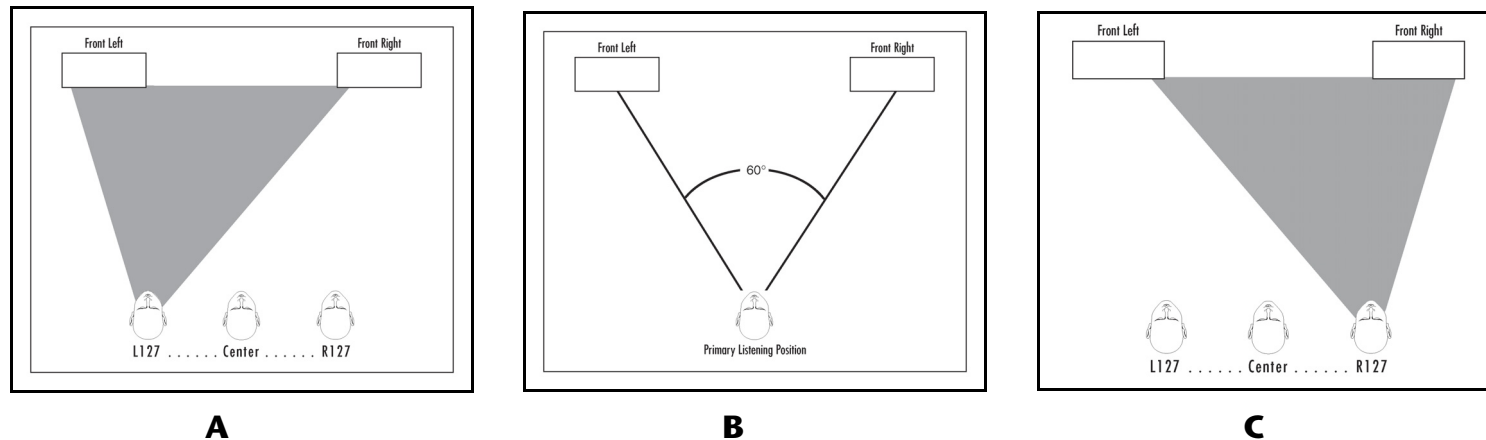 Front Left
Front Right
L127 . . . . . . Center . . . . . . R127
A
Front Left
Front Right
60°
Primary Listening Position
B
Front Left
Front Right
L127 . . . . . . Center . . . . . . R127
C